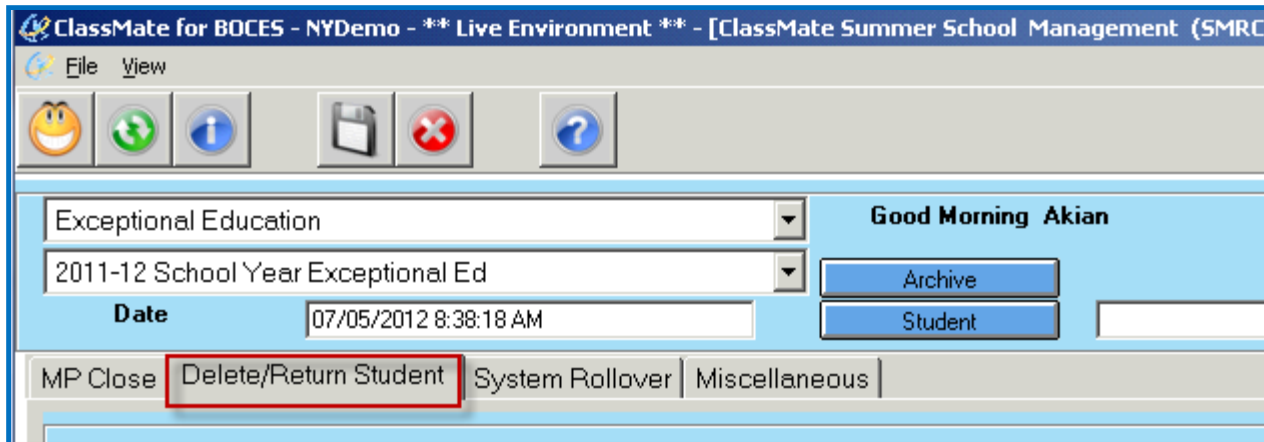 ClassMate for BOCES - NYDemo - ** Live Environment ** - [ClassMate Summer School Management (SMRC
File View
Exceptional Education
Good Morning Akian
2011-12 School Year Exceptional Ed
Archive
Date
07/05/2012 8:38:18 AM
Student
MP Close
Delete/Return Student
System Rollover
Miscellaneous